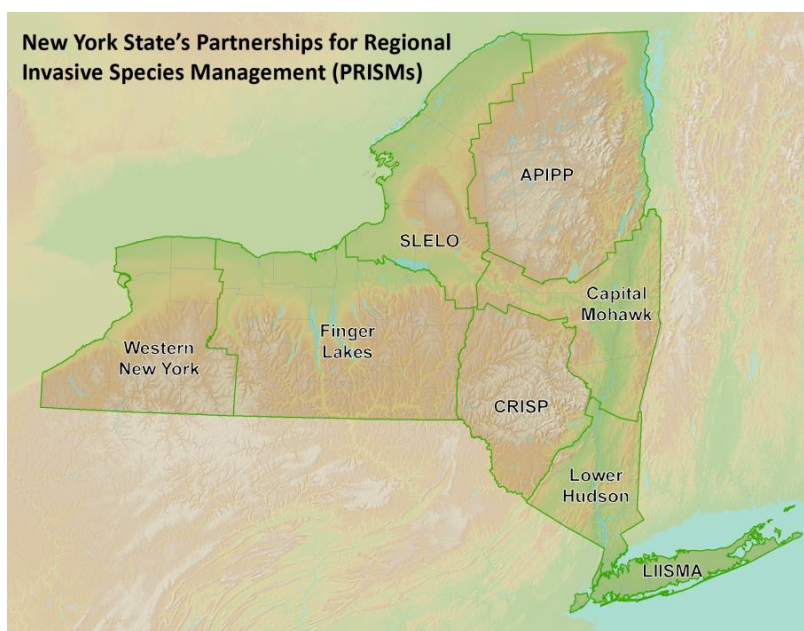 New York State's Partnerships for Regional
Invasive Species Management (PRISMs)
APIPP
SLELO
Capital
Mohawk
Finger
Lakes
Western
New York
CRISP
Lower
Hudson
LIISMA